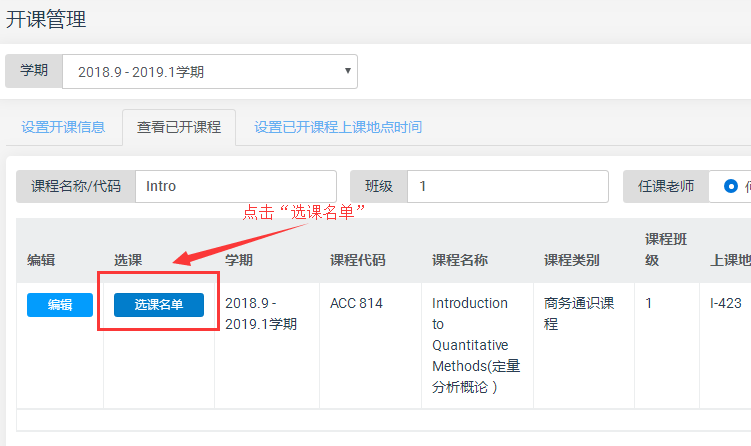 开课管理
学期 2018.9 - 2019.1学期
设置开课信息 查看已开课程 设置已开课程上课地点时间
课程名称/代码 Intro 班级 1 任课老师
点击“选课名单”
编辑 选课 学期 课程代码 课程名称 课程类别 课程班级 上课地
编辑 选课名单 2018.9 - ACC 814 Introduction 商务通识课 1 I-423
2019.1学期 to 程
Quantitative
Methods(定量
分析概论 )